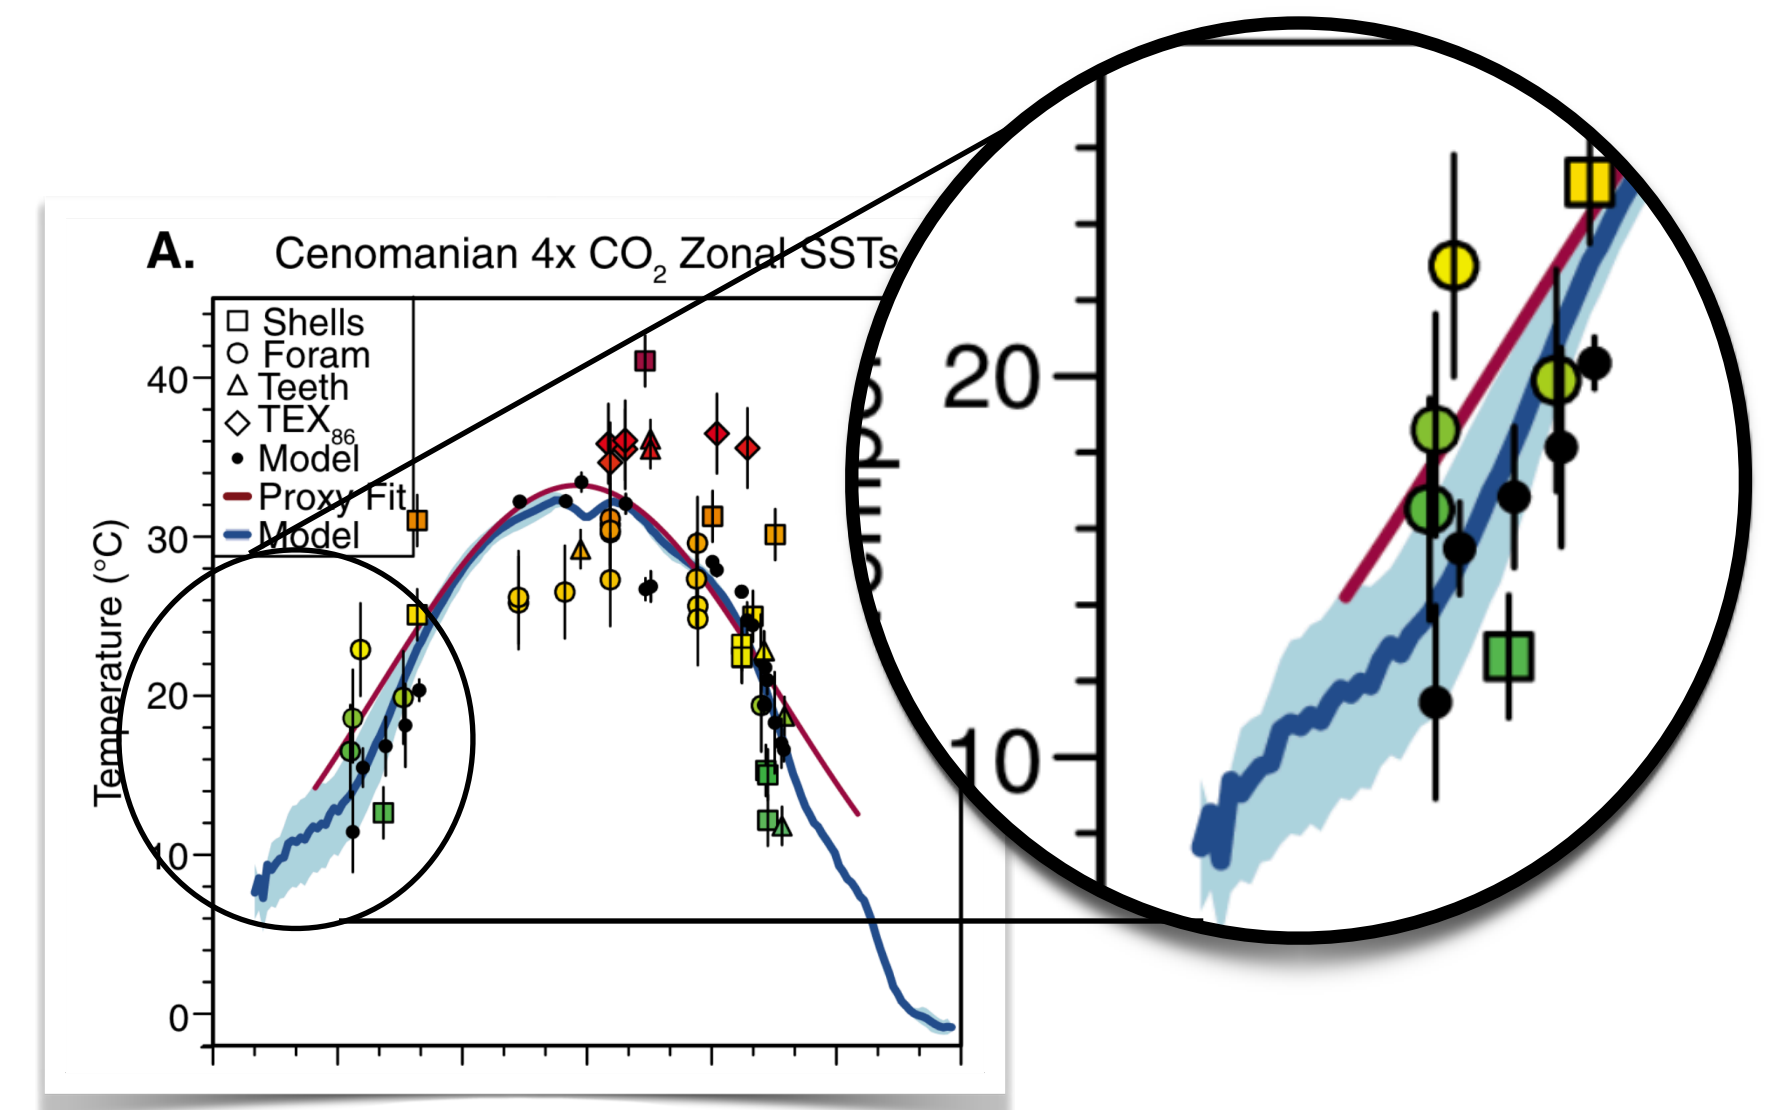 A. Cenomanian 4x CO₂ Zonal SSTs
Shells
Foram
Teeth
TEX₈₆
Model
Proxy Fit
Model
Temperature (°C)
40
30
20
10
0
20
10